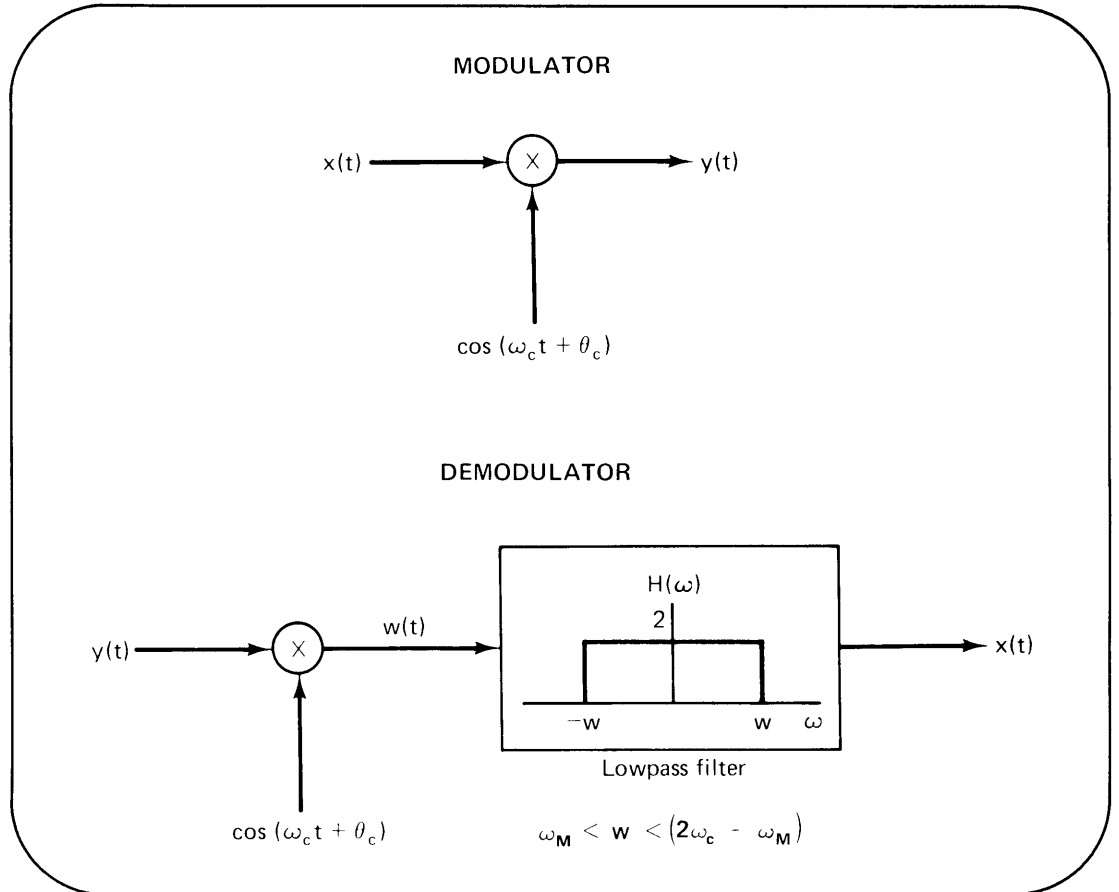 MODULATOR
x(t)
X
y(t)
cos (ω_c t + θ_c)
DEMODULATOR
H(ω)
2
y(t)
X
w(t)
x(t)
−w
w
ω
Lowpass filter
cos (ω_c t + θ_c)
ω_M < w < (2ω_c - ω_M)